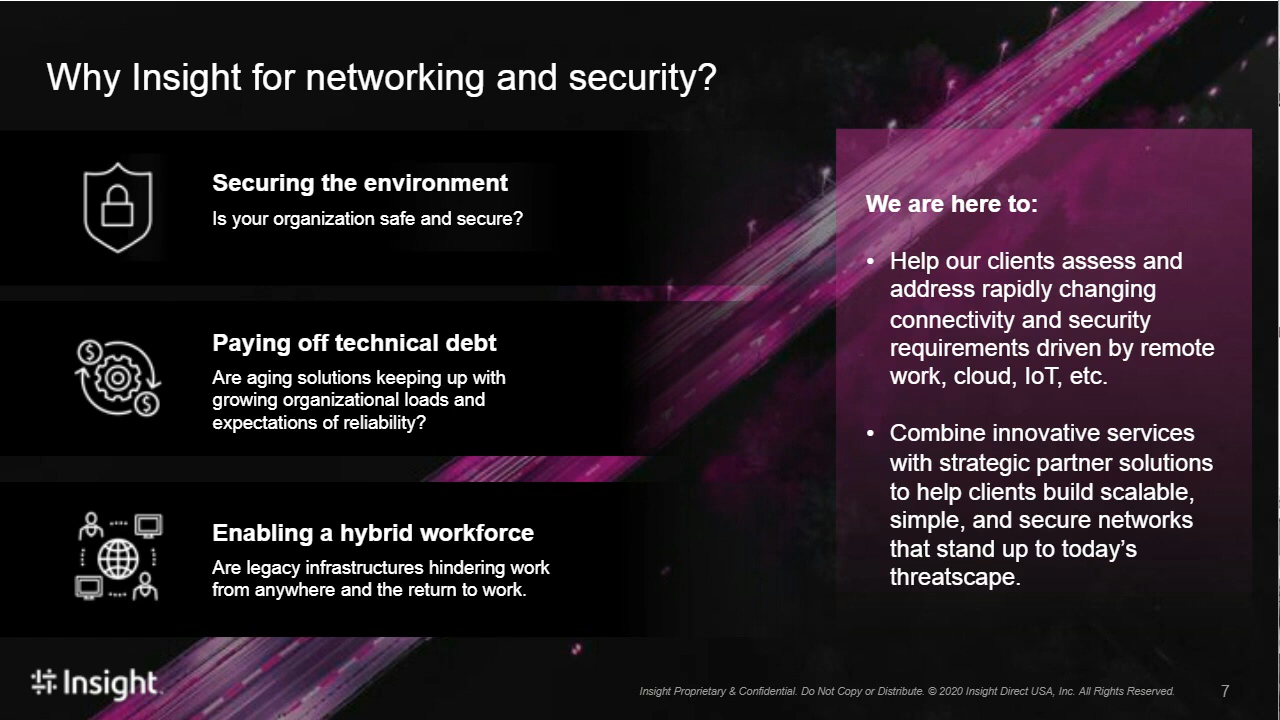 Why Insight for networking and security?
Securing the environment
Is your organization safe and secure?
$
$
Paying off technical debt
Are aging solutions keeping up with
growing organizational loads and
expectations of reliability?
Enabling a hybrid workforce
Are legacy infrastructures hindering work
from anywhere and the return to work.
We are here to:
• Help our clients assess and
address rapidly changing
connectivity and security
requirements driven by remote
work, cloud, IoT, etc.
• Combine innovative services
with strategic partner solutions
to help clients build scalable,
simple, and secure networks
that stand up to today’s
threatscape.
Insight
Insight Proprietary & Confidential. Do Not Copy or Distribute. © 2020 Insight Direct USA, Inc. All Rights Reserved.
7